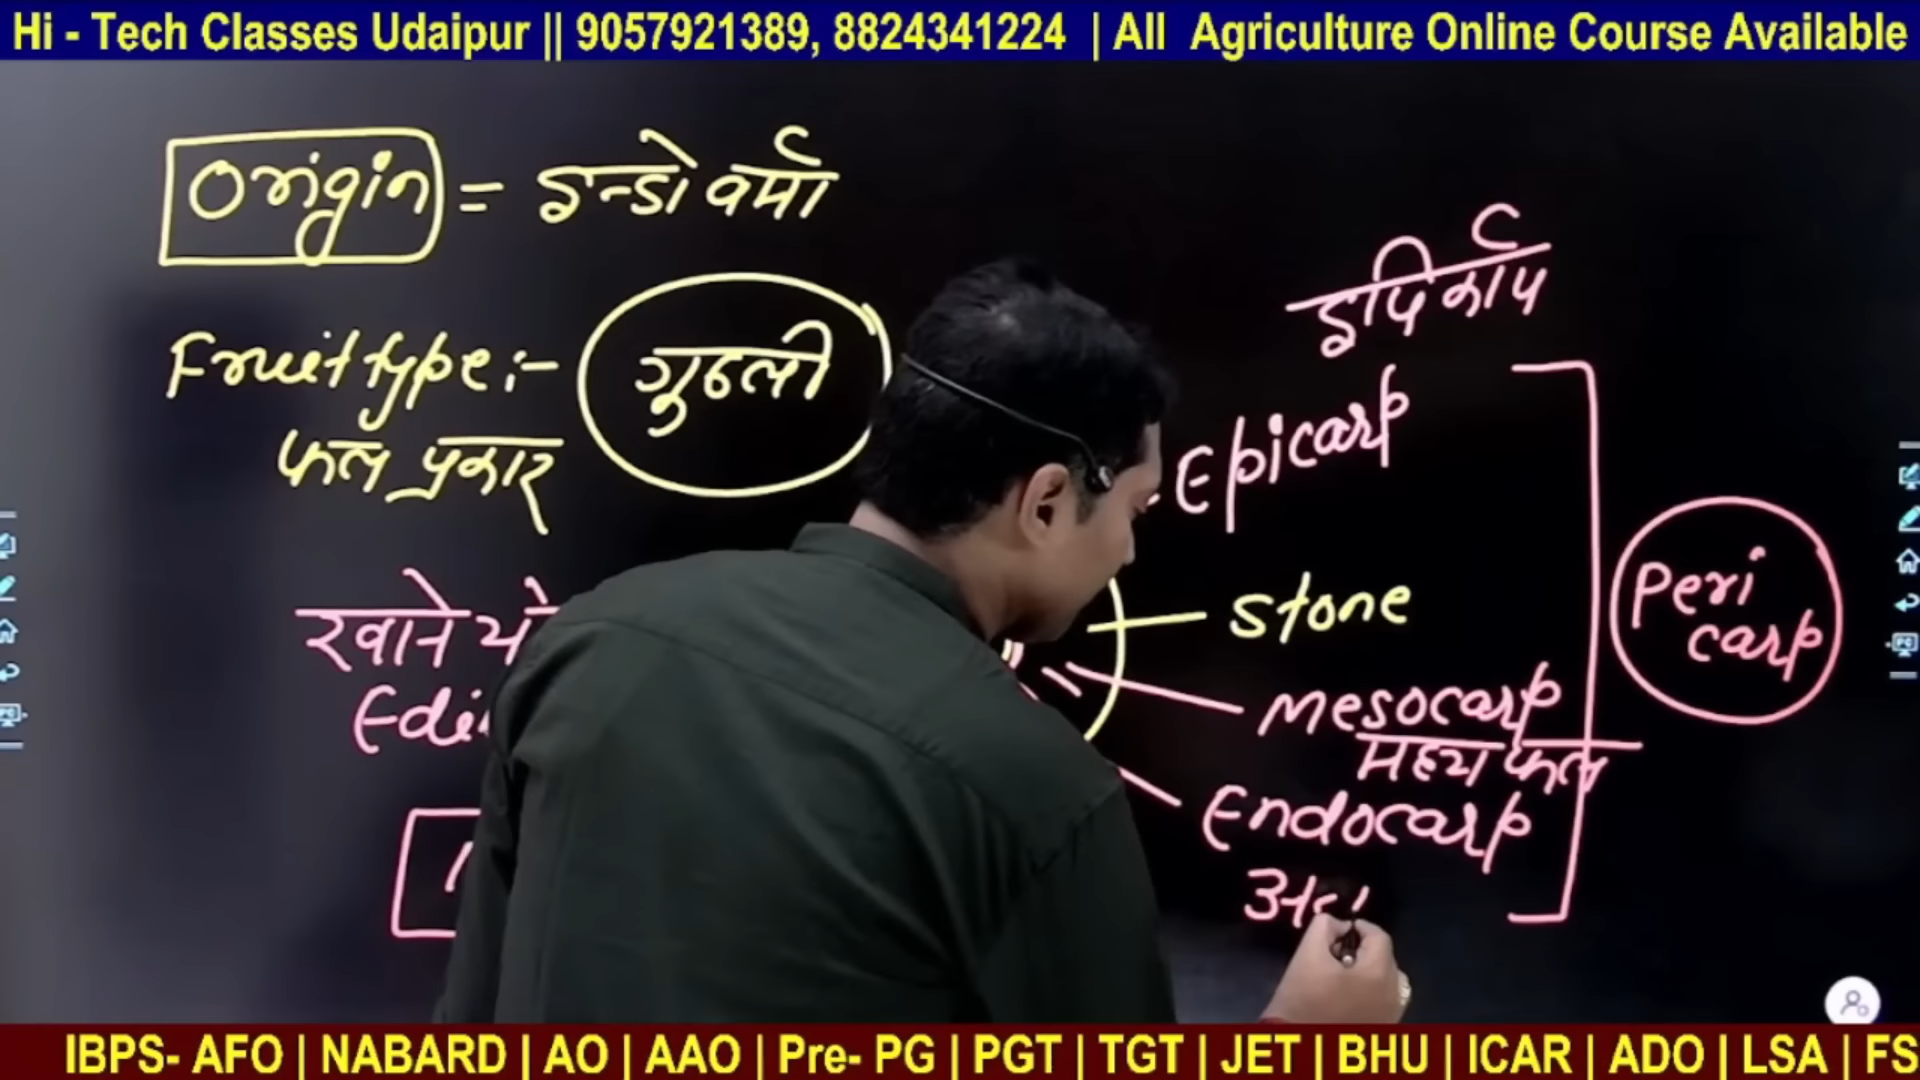 Hi - Tech Classes Udaipur || 9057921389, 8824341224 | All Agriculture Online Course Available
Origin = इन्डो बर्मा
Fruit type :- गुठली
फल प्रकार
खाने यो
Edi
इपिकार्प
Epicarp
Stone
Mesocarp
मध्य फल
Endocarp
Peri
carp
IBPS- AFO | NABARD | AO | AAO | Pre- PG | PGT | TGT | JET | BHU | ICAR | ADO | LSA | FS